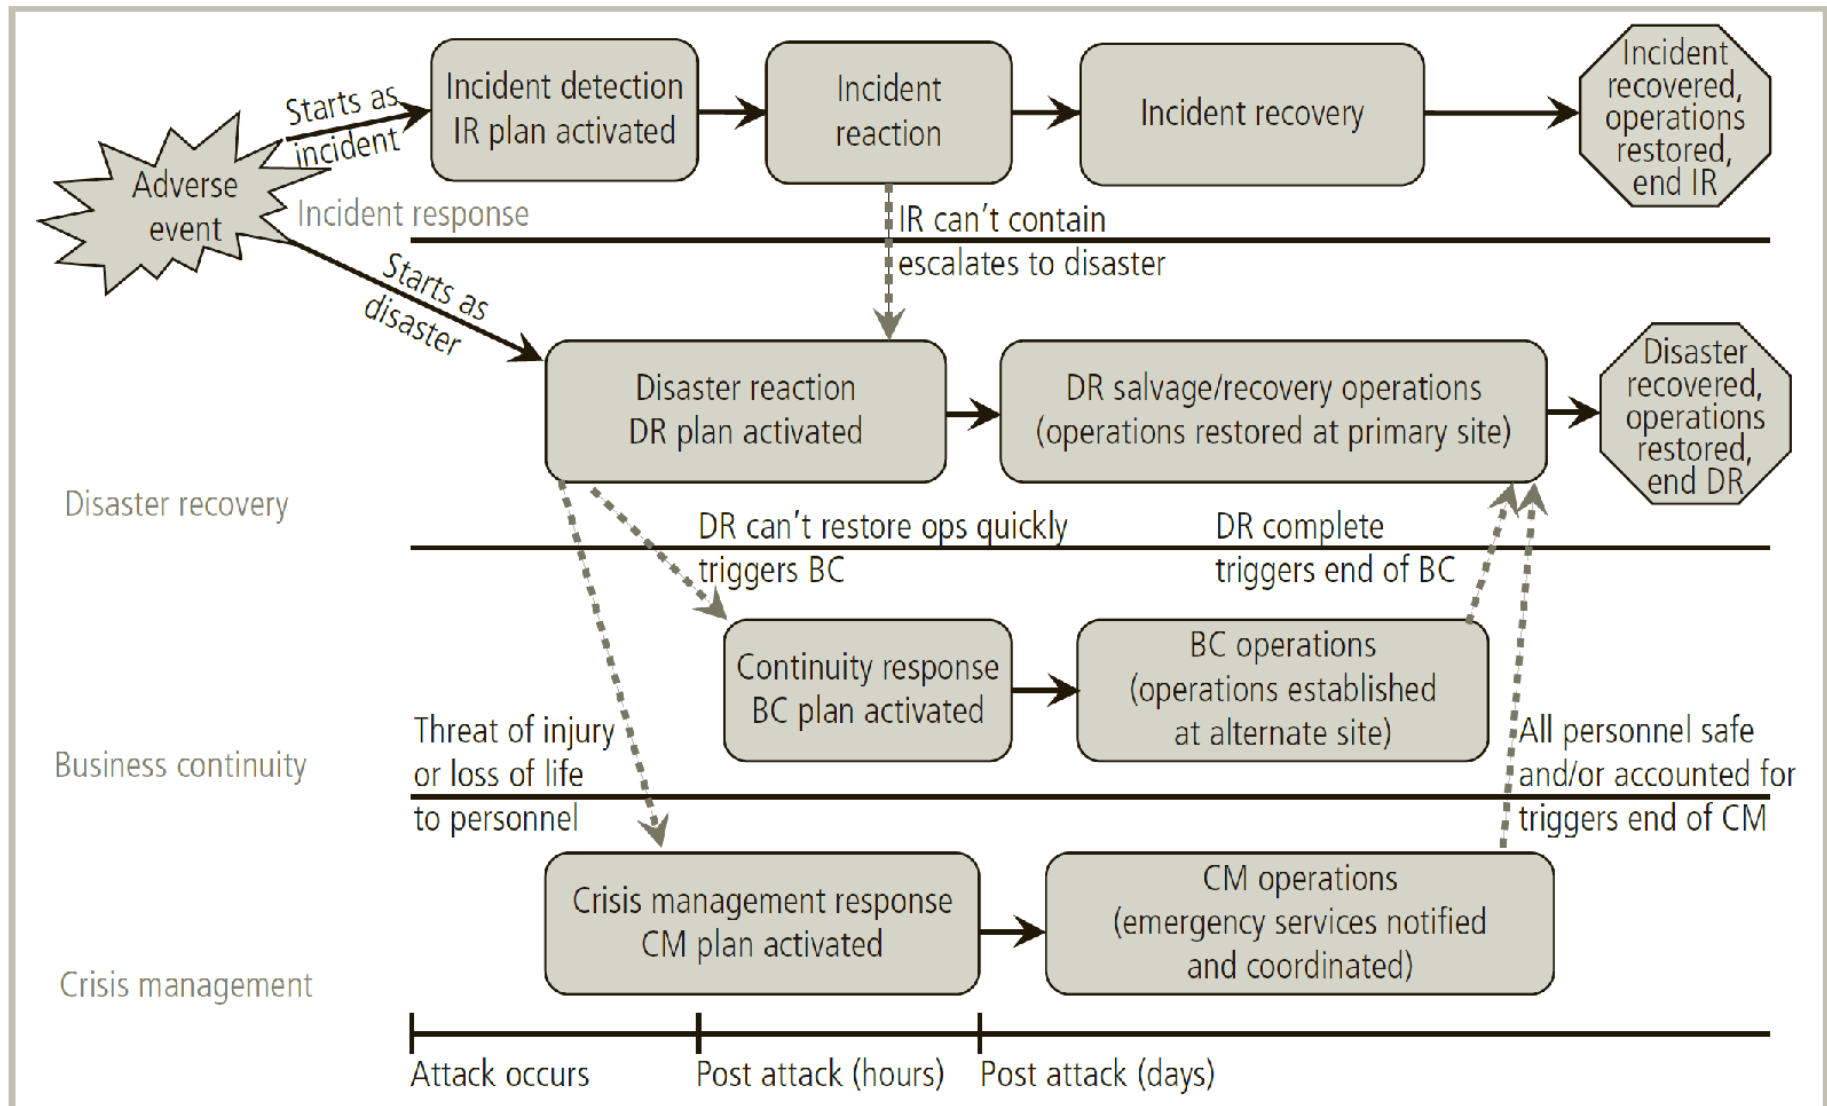 Starts as
incident
Adverse
event
Incident detection
IR plan activated
Incident
reaction
Incident recovery
Incident
recovered,
operations
restored,
end IR
Incident response
IR can't contain
escalates to disaster
Starts as
disaster
Disaster reaction
DR plan activated
DR salvage/recovery operations
(operations restored at primary site)
Disaster
recovered,
operations
restored,
end DR
Disaster recovery
DR can't restore ops quickly
triggers BC
DR complete
triggers end of BC
Continuity response
BC plan activated
BC operations
(operations established
at alternate site)
Business continuity
Threat of injury
or loss of life
to personnel
All personnel safe
and/or accounted for
triggers end of CM
Crisis management response
CM plan activated
CM operations
(emergency services notified
and coordinated)
Crisis management
Attack occurs
Post attack (hours)
Post attack (days)